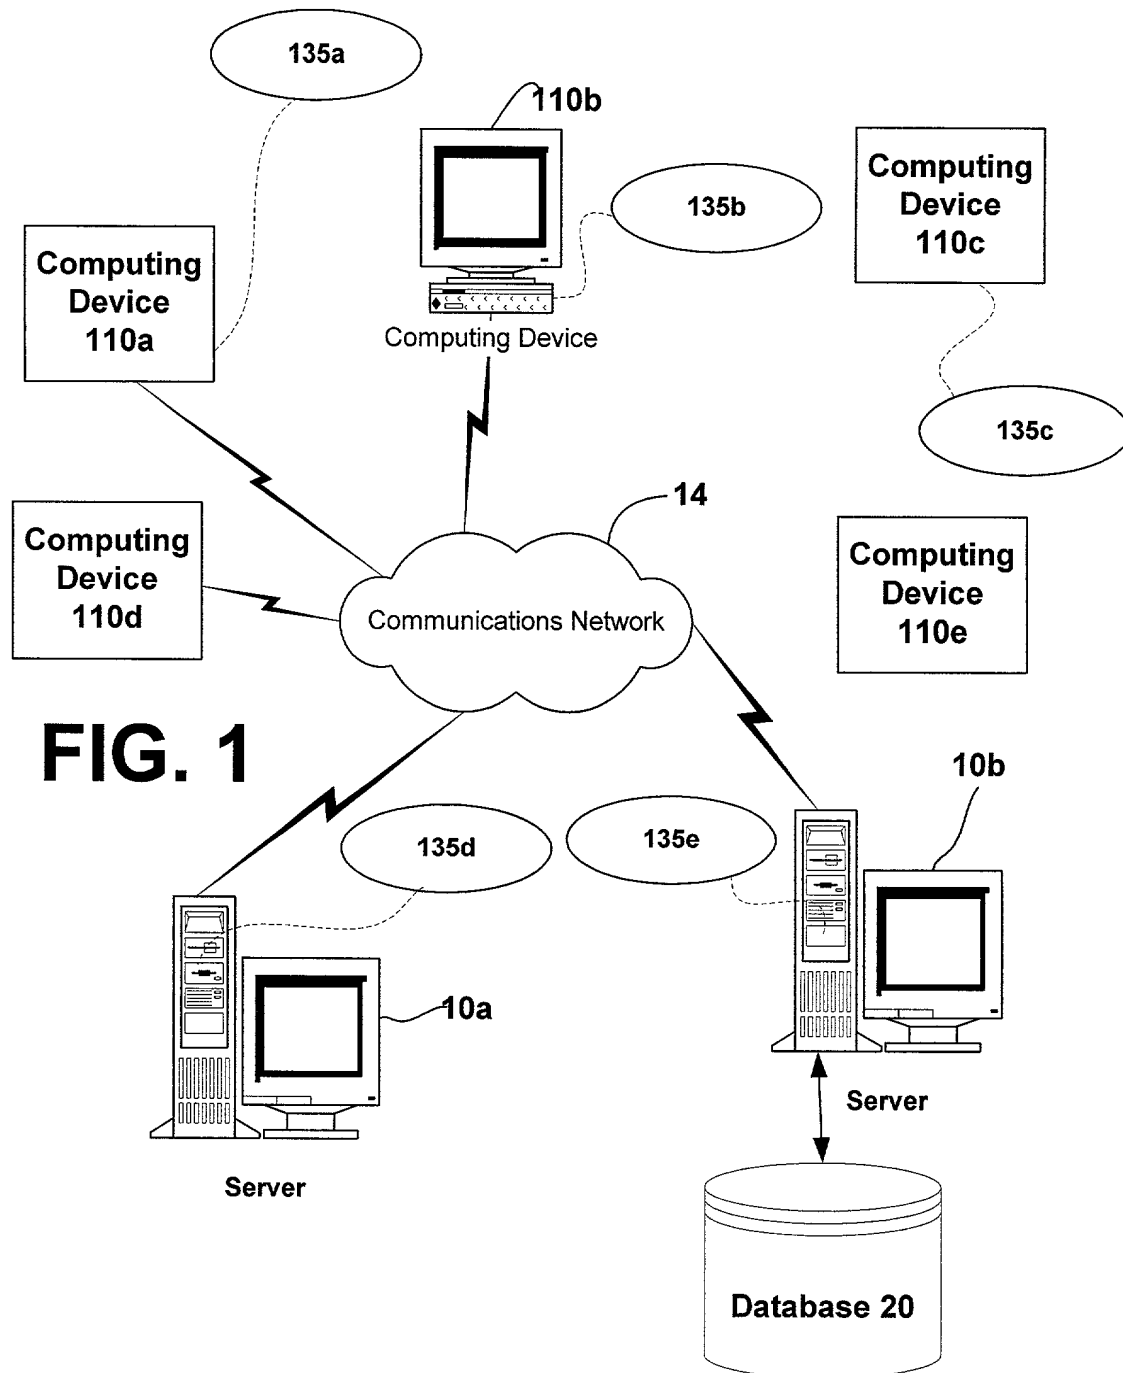 135a
110b
Computing
Device
110c
135b
Computing
Device
110a
Computing Device
135c
14
Computing
Device
110d
Communications Network
Computing
Device
110e
FIG. 1
10b
135d
135e
10a
Server
Server
Database 20